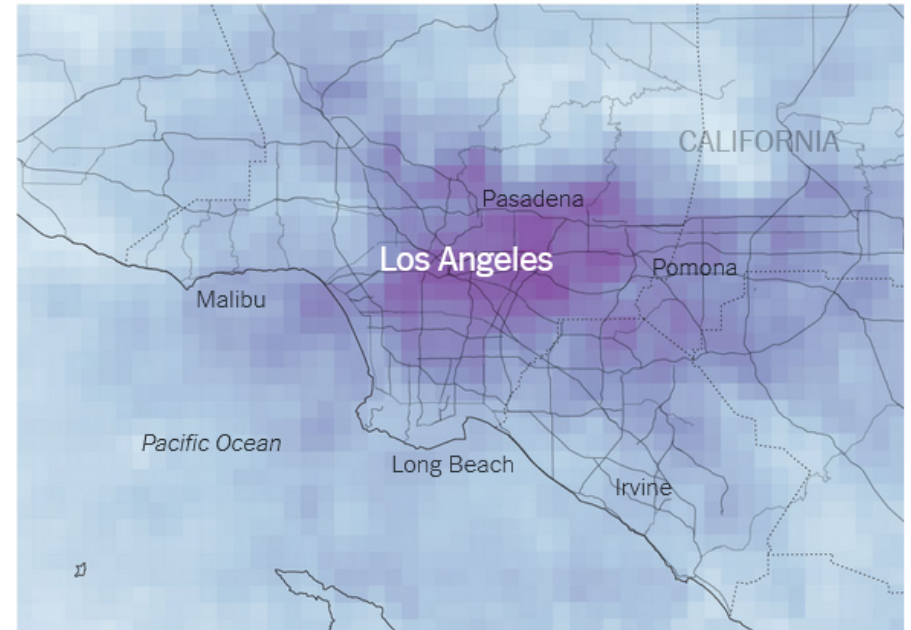 CALIFORNIA
Pasadena
Los Angeles
Pomona
Malibu
Pacific Ocean
Long Beach
Irvine